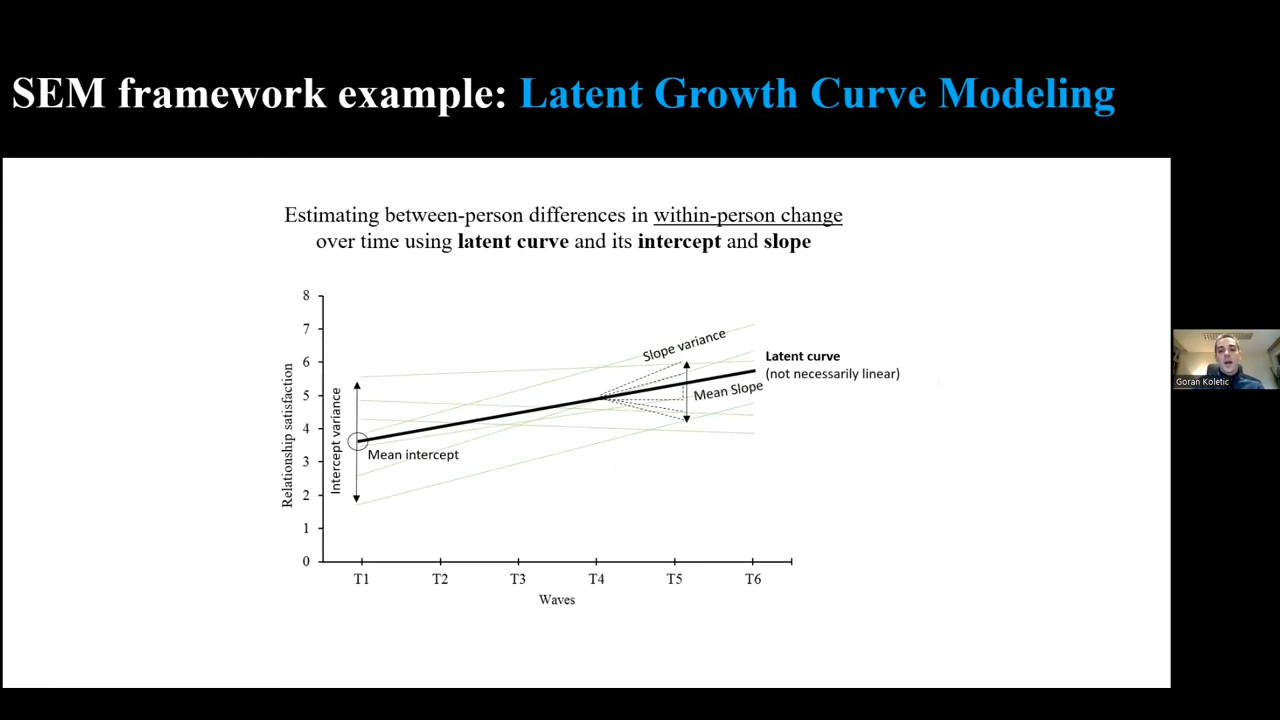 SEM framework example: Latent Growth Curve Modeling
Estimating between-person differences in within-person change
over time using latent curve and its intercept and slope
8
7
6
5
4
3
2
1
0
Relationship satisfaction
Intercept variance
Mean intercept
Slope variance
Mean Slope
Latent curve
(not necessarily linear)
T1 T2 T3 T4 T5 T6
Waves
Goran Koletic